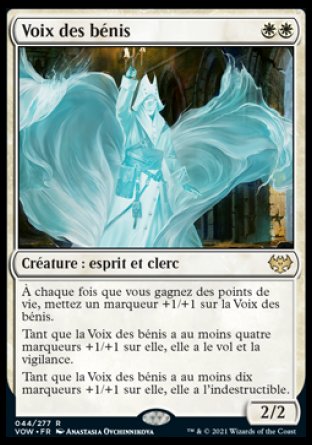 Voix des bénis
Créature : esprit et clerc
À chaque fois que vous gagnez des points de
vie, mettez un marqueur +1/+1 sur la Voix des
bénis.
Tant que la Voix des bénis a au moins quatre
marqueurs +1/+1 sur elle, elle a le vol et la
vigilance.
Tant que la Voix des bénis a au moins dix
marqueurs +1/+1 sur elle, elle a l'indestructible.
2/2
044/277 R
VOW • FR Anastasia Ovchinnikova
™ & © 2021 Wizards of the Coast